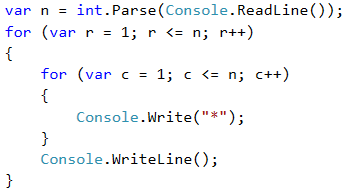 var n = int.Parse(Console.ReadLine());
for (var r = 1; r <= n; r++)
{
    for (var c = 1; c <= n; c++)
    {
        Console.Write("*");
    }
    Console.WriteLine();
}